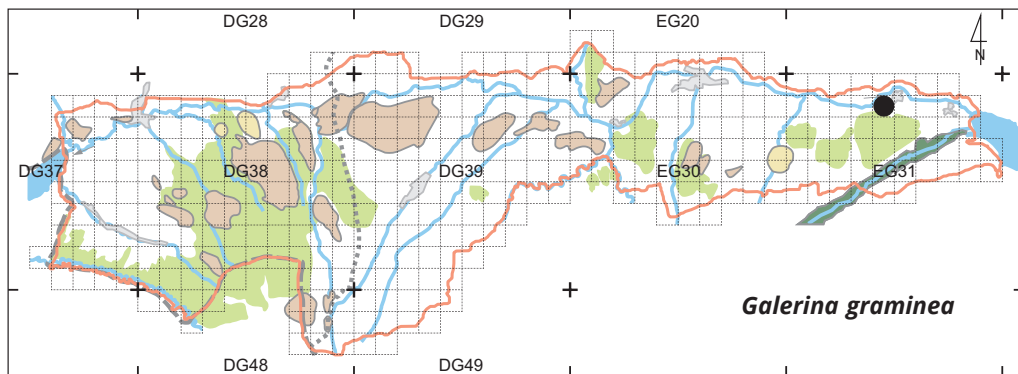 DG28 DG29 EG20
N
DG37 DG38 DG39 EG30 EG31
Galerina graminea
DG48 DG49